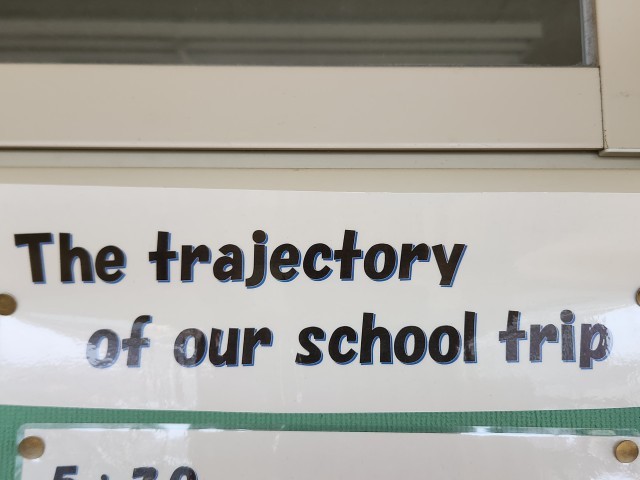 The trajectory
of our school trip